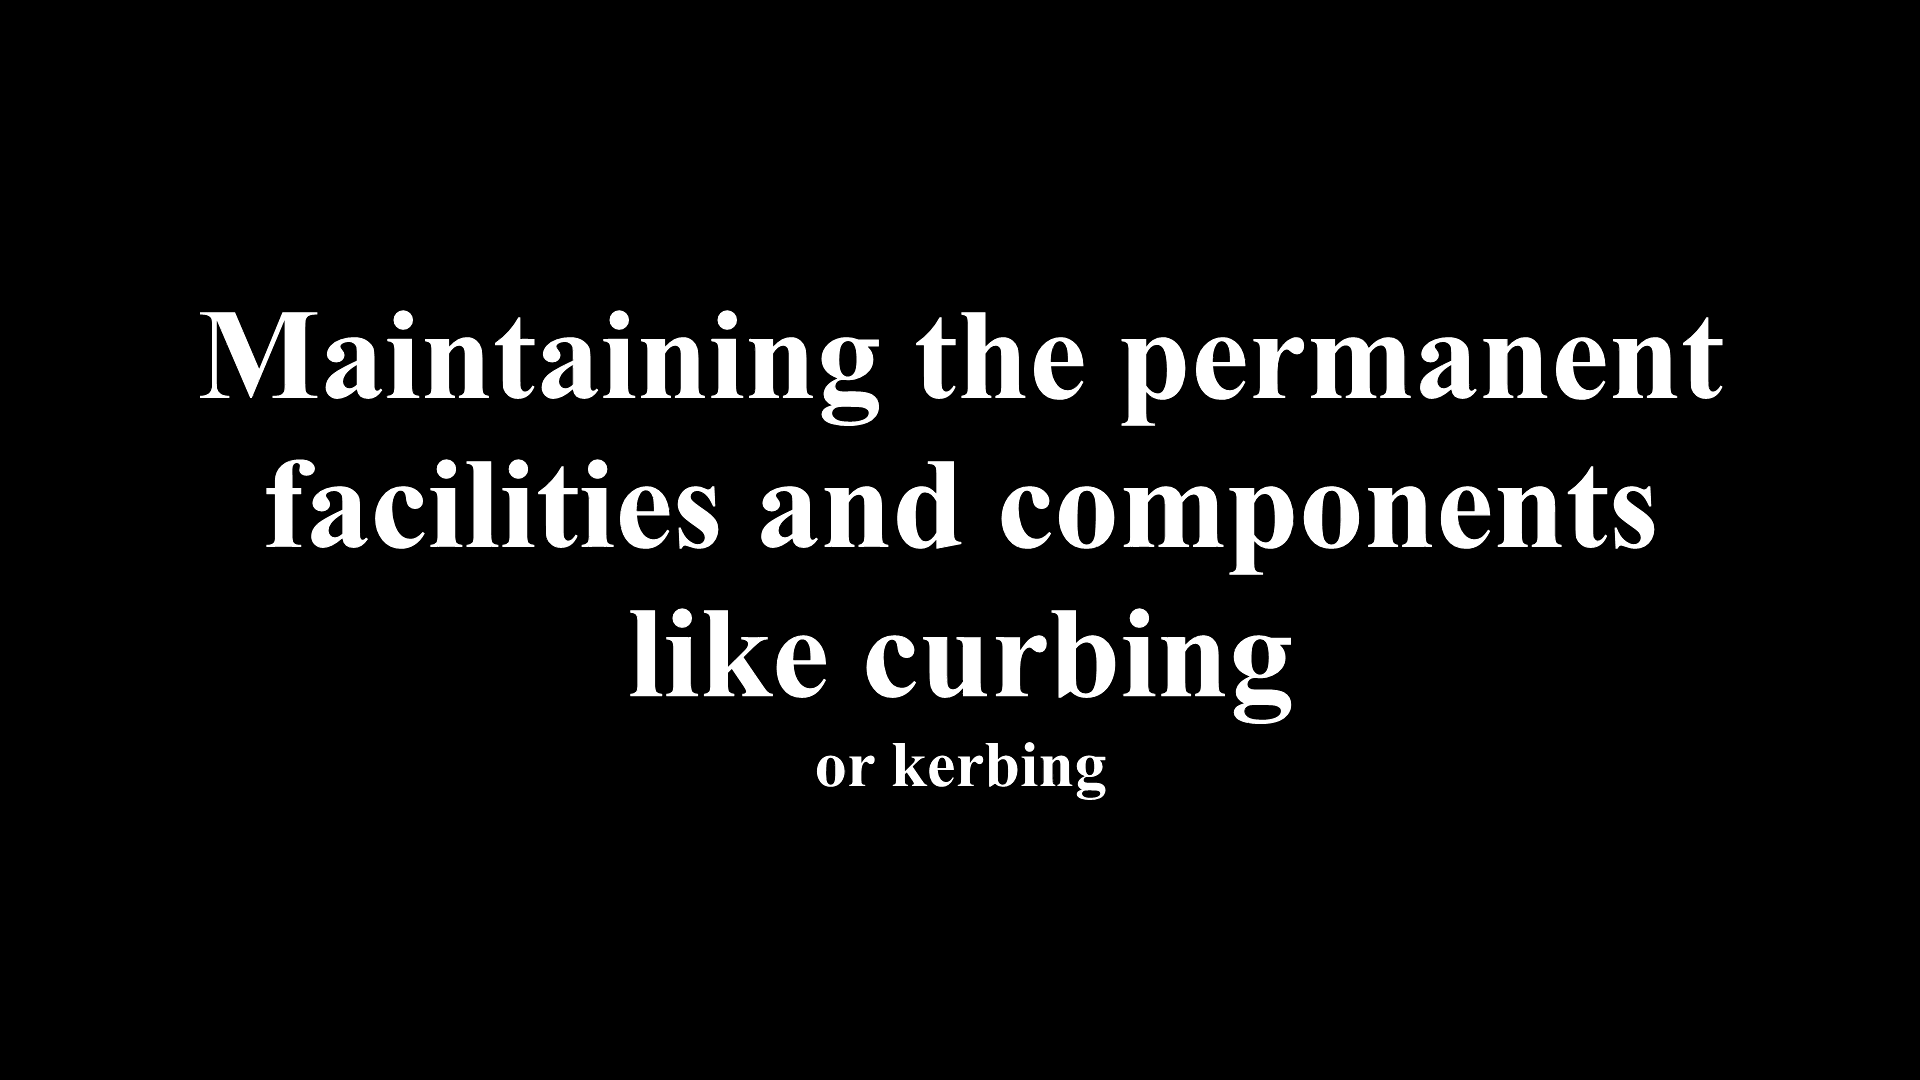 Maintaining the permanent
facilities and components
like curbing
or kerbing